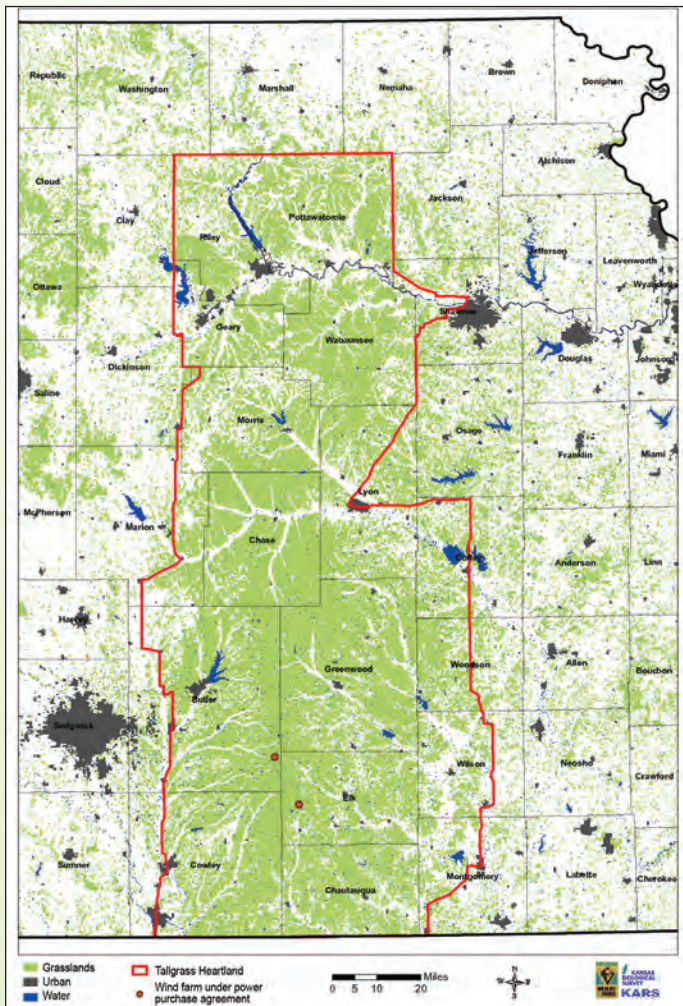 Republic
Washington
Marshall
Nemaha
Brown
Doniphan
Atchison
Cloud
Clay
Riley
Pottawatomie
Jackson
Jefferson
Leavenworth
Wyandotte
Ottawa
Geary
Wabaunsee
Shawnee
Douglas
Johnson
Dickinson
Saline
Morris
Osage
Franklin
Miami
Lyon
McPherson
Marion
Chase
Coffey
Anderson
Linn
Harvey
Greenwood
Woodson
Allen
Bourbon
Butler
Sedgwick
Wilson
Neosho
Crawford
Elk
Sumner
Cowley
Chautauqua
Montgomery
Labette
Cherokee
Grasslands
Urban
Water
Tallgrass Heartland
Wind farm under power
purchase agreement
Miles
0 5 10 20
N
S
KANSAS
BIOLOGICAL
SURVEY
KARS